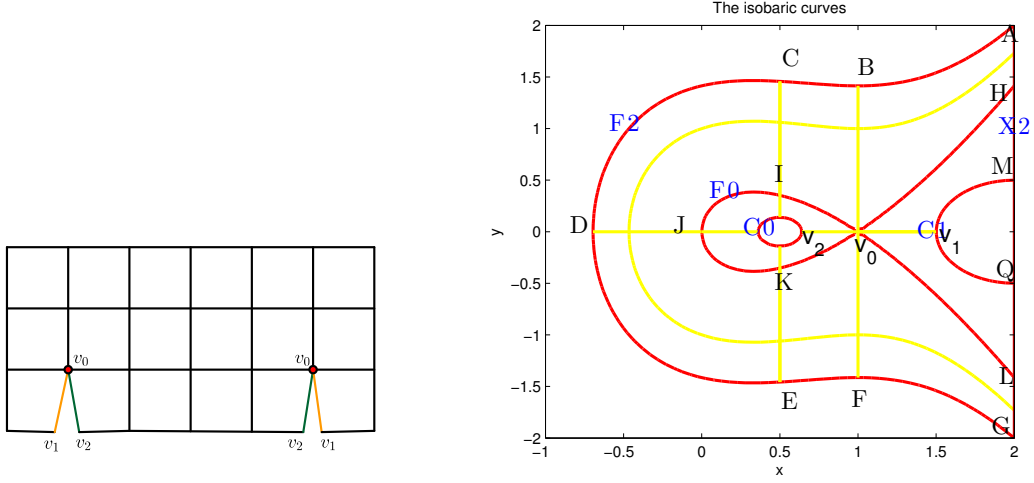 v₀
v₀
v₁
v₂
v₂
v₁
The isobaric curves
2
1.5
1
0.5
0
−0.5
−1
−1.5
−2
y
−1
−0.5
0
0.5
1
1.5
2
x
A
C
B
H
F2
X2
M
I
F0
D
J
C0
v₂
v₀
C1
v₁
K
Q
L
E
F
G